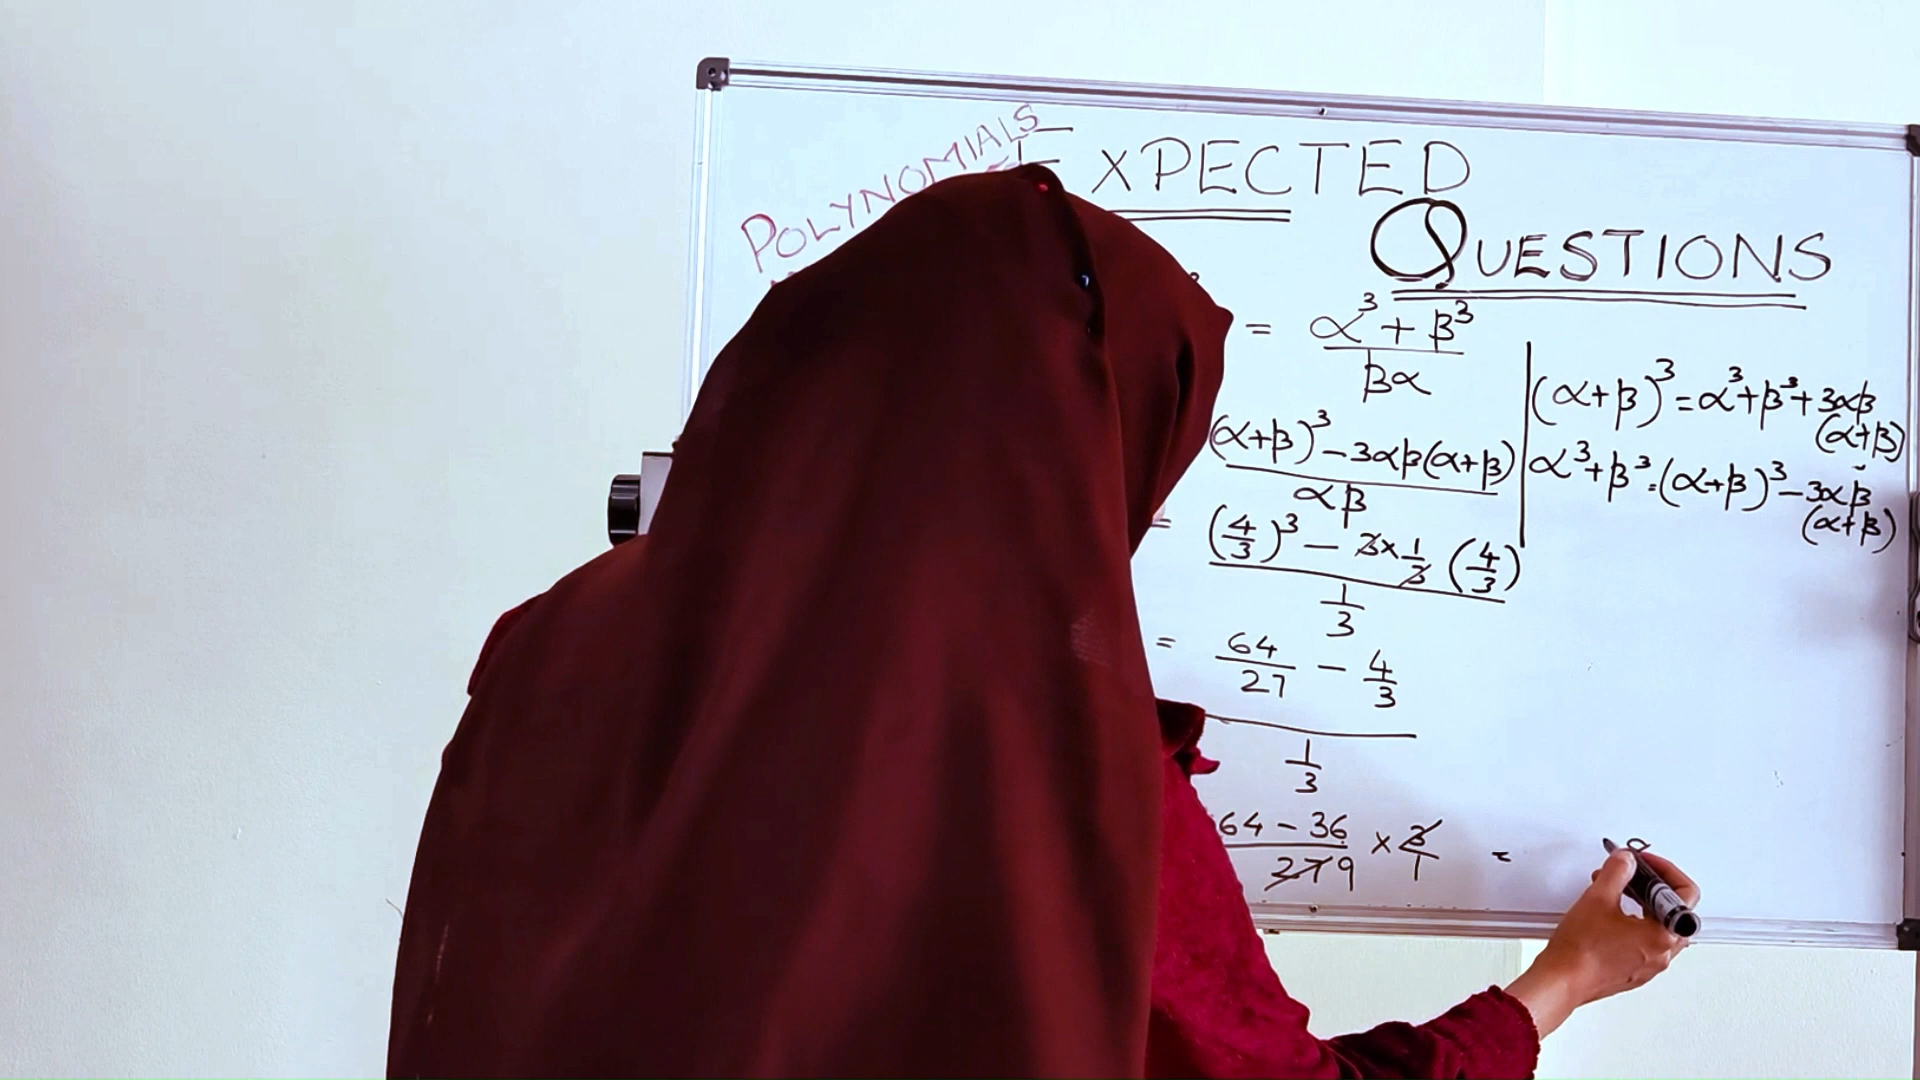 POLYNOMIALS
EXPECTED
QUESTIONS
= α³ + β³ / βα
(α+β)³ = α³+β³+3αβ(α+β)
(α+β)³ – 3αβ(α+β) / αβ
α³+β³ = (α+β)³ – 3αβ(α+β)
= (4/3)³ – 3×1/3 (4/3) / 1/3
= 64/27 – 4/3 / 1/3
64 – 36 / 27 9 × 3/1 =